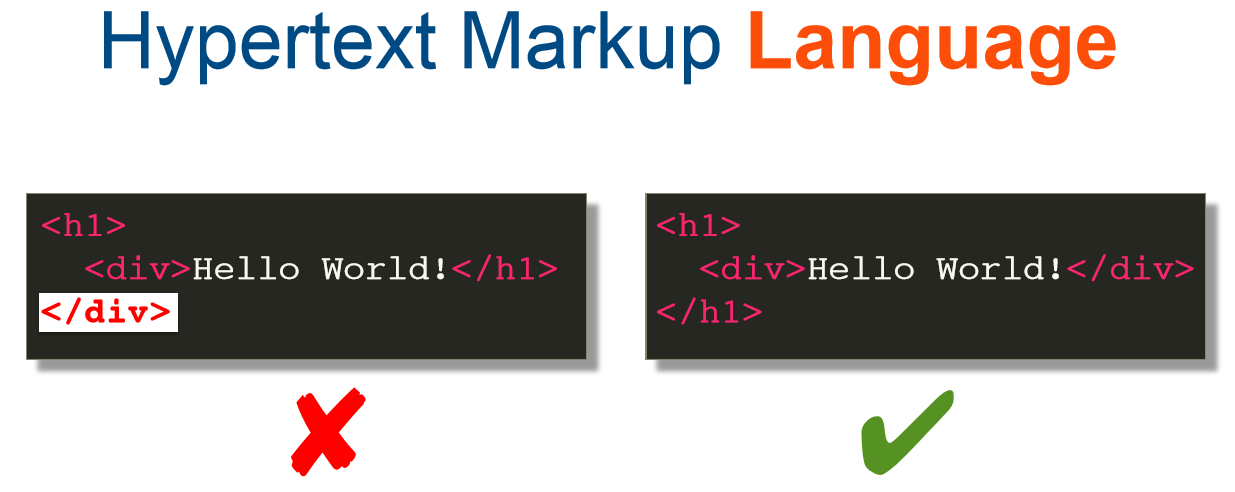 Hypertext Markup Language
<h1>
<div>Hello World!</h1>
</div>
<h1>
<div>Hello World!</div>
</h1>